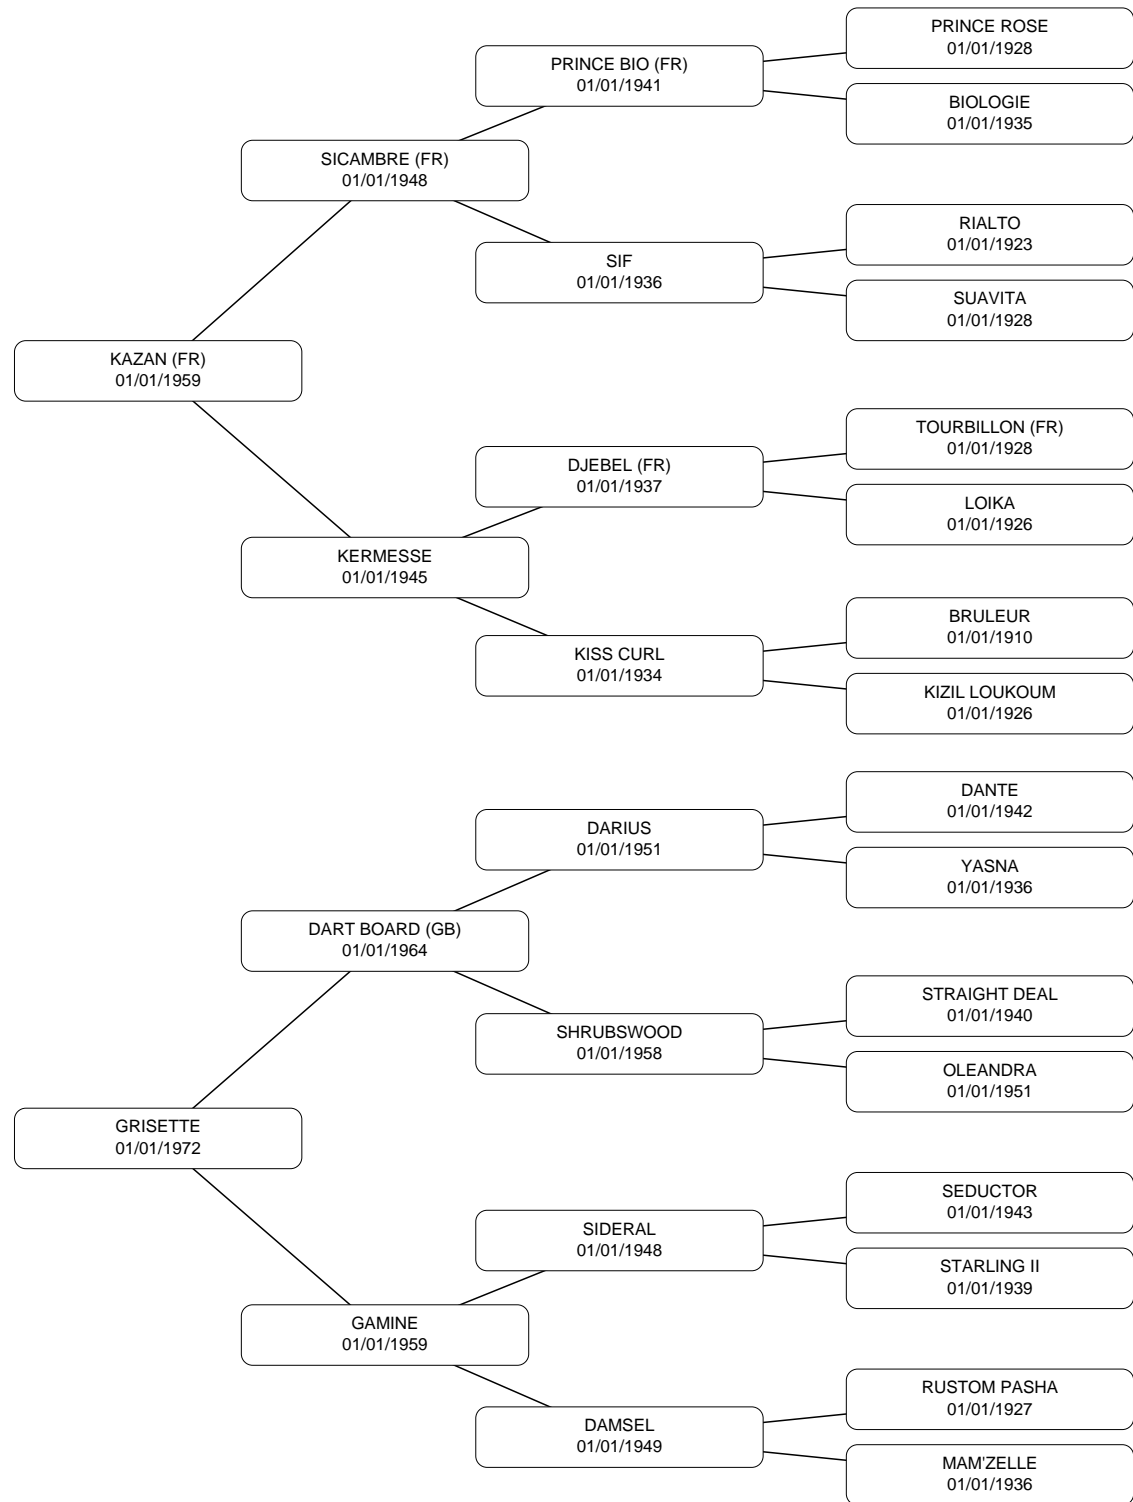 PRINCE ROSE
01/01/1928
PRINCE BIO (FR)
01/01/1941
BIOLOGIE
01/01/1935
SICAMBRE (FR)
01/01/1948
RIALTO
01/01/1923
SIF
01/01/1936
SUAVITA
01/01/1928
KAZAN (FR)
01/01/1959
TOURBILLON (FR)
01/01/1928
DJEBEL (FR)
01/01/1937
LOIKA
01/01/1926
KERMESSE
01/01/1945
BRULEUR
01/01/1910
KISS CURL
01/01/1934
KIZIL LOUKOUM
01/01/1926
DANTE
01/01/1942
DARIUS
01/01/1951
YASNA
01/01/1936
DART BOARD (GB)
01/01/1964
STRAIGHT DEAL
01/01/1940
SHRUBSWOOD
01/01/1958
OLEANDRA
01/01/1951
GRISETTE
01/01/1972
SEDUCTOR
01/01/1943
SIDERAL
01/01/1948
STARLING II
01/01/1939
GAMINE
01/01/1959
RUSTOM PASHA
01/01/1927
DAMSEL
01/01/1949
MAM'ZELLE
01/01/1936